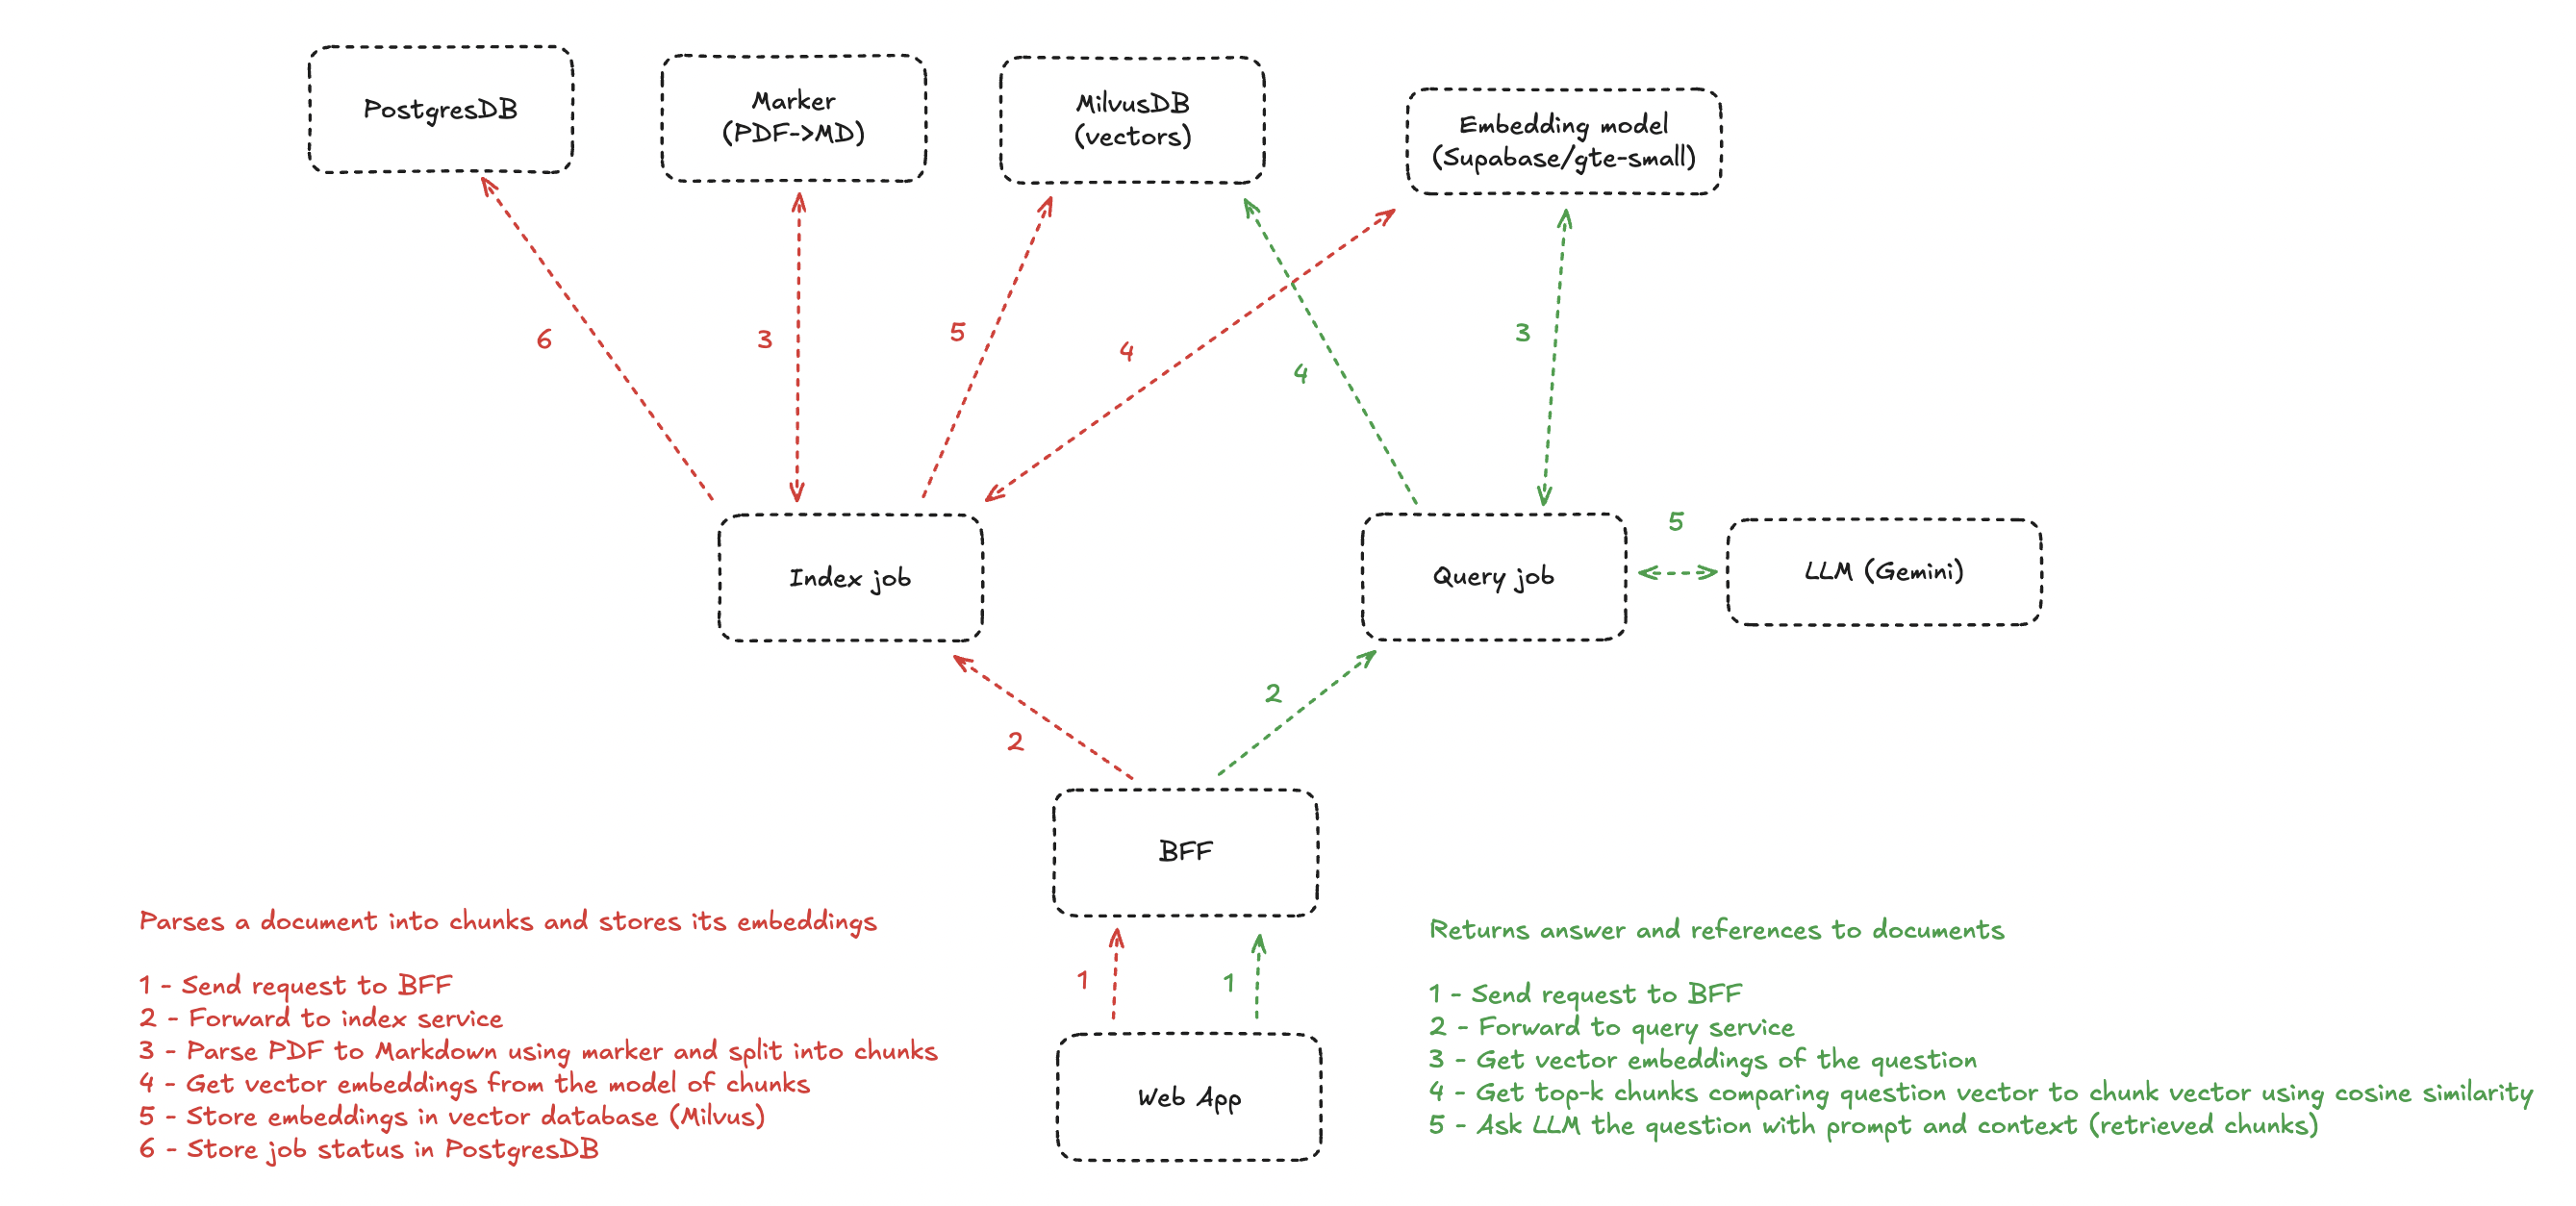 PostgresDB
Marker
(PDF->MD)
MilvusDB
(vectors)
Embedding model
(Supabase/gte-small)
6
3
5
4
4
3
Index job
Query job
5
LLM (Gemini)
2
2
BFF
1
1
Web App
Parses a document into chunks and stores its embeddings
1 - Send request to BFF
2 - Forward to index service
3 - Parse PDF to Markdown using marker and split into chunks
4 - Get vector embeddings from the model of chunks
5 - Store embeddings in vector database (Milvus)
6 - Store job status in PostgresDB
Returns answer and references to documents
1 - Send request to BFF
2 - Forward to query service
3 - Get vector embeddings of the question
4 - Get top-k chunks comparing question vector to chunk vector using cosine similarity
5 - Ask LLM the question with prompt and context (retrieved chunks)